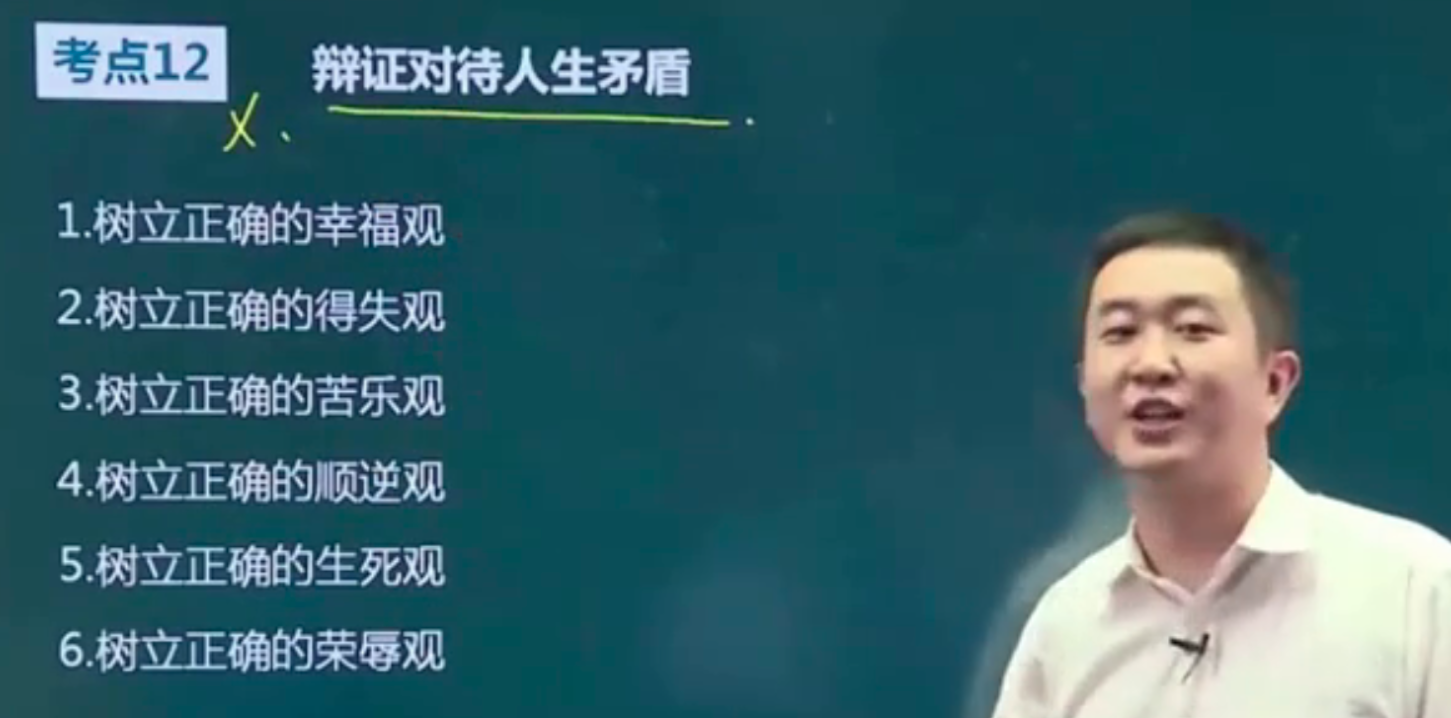 考点12 辩证对待人生矛盾
x、
1.树立正确的幸福观
2.树立正确的得失观
3.树立正确的苦乐观
4.树立正确的顺逆观
5.树立正确的生死观
6.树立正确的荣辱观